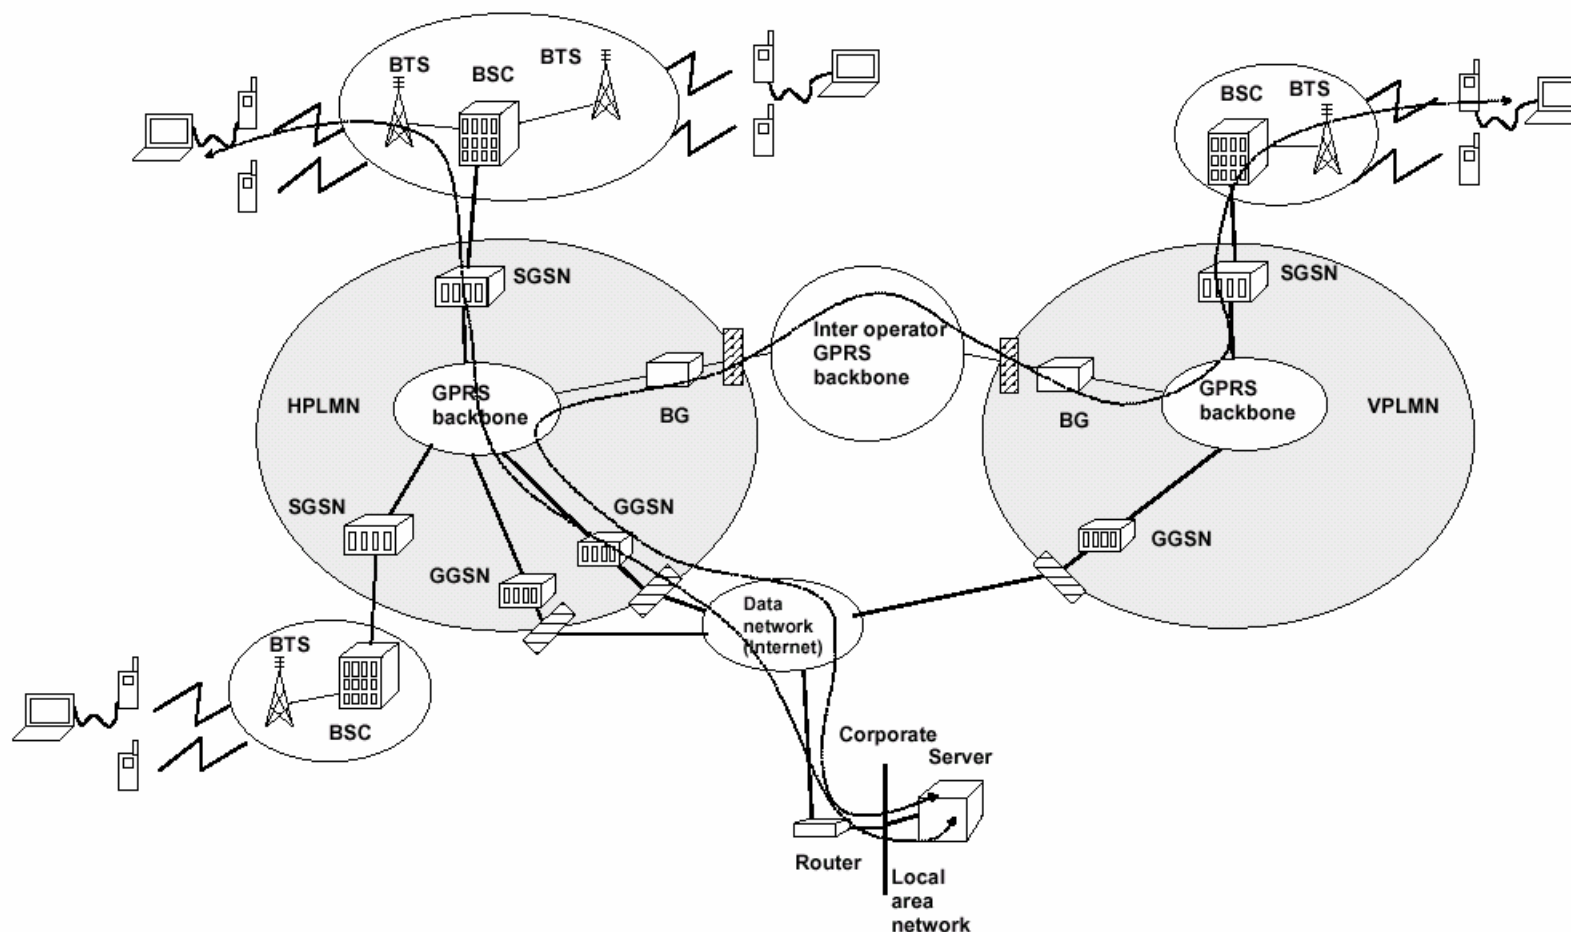 BTS
BSC
BTS
BSC
BTS
SGSN
SGSN
Inter operator
GPRS
backbone
HPLMN
GPRS
backbone
BG
BG
GPRS
backbone
VPLMN
SGSN
GGSN
GGSN
GGSN
Data
network
(Internet)
BTS
BSC
Corporate
Server
Router
Local
area
network